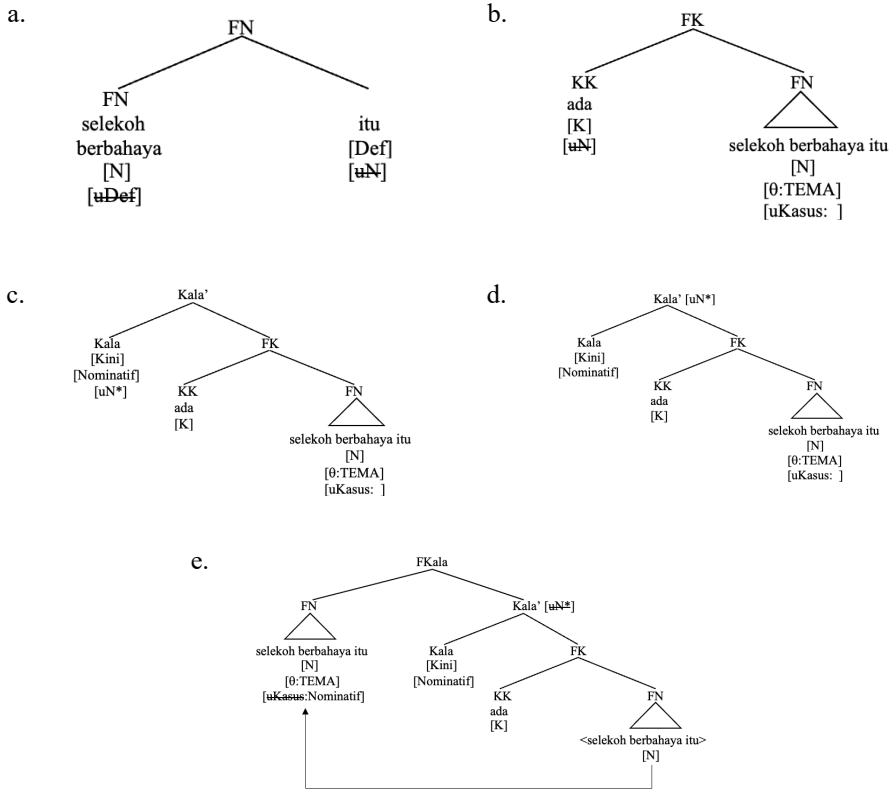 a.
FN
FN
selekoh
berbahaya
[N]
[uDef]
itu
[Def]
[uN]
b.
FK
KK
ada
[K]
[uN]
FN
selekoh berbahaya itu
[N]
[θ:TEMA]
[uKasus: ]
c.
Kala’
Kala
[Kini]
[Nominatif]
[uN*]
FK
KK
ada
[K]
FN
selekoh berbahaya itu
[N]
[θ:TEMA]
[uKasus: ]
d.
Kala’ [uN*]
Kala
[Kini]
[Nominatif]
FK
KK
ada
[K]
FN
selekoh berbahaya itu
[N]
[θ:TEMA]
[uKasus: ]
e.
FKala
FN
selekoh berbahaya itu
[N]
[θ:TEMA]
[uKasus:Nominatif]
Kala’ [uN*]
Kala
[Kini]
[Nominatif]
FK
KK
ada
[K]
FN
<selekoh berbahaya itu>
[N]